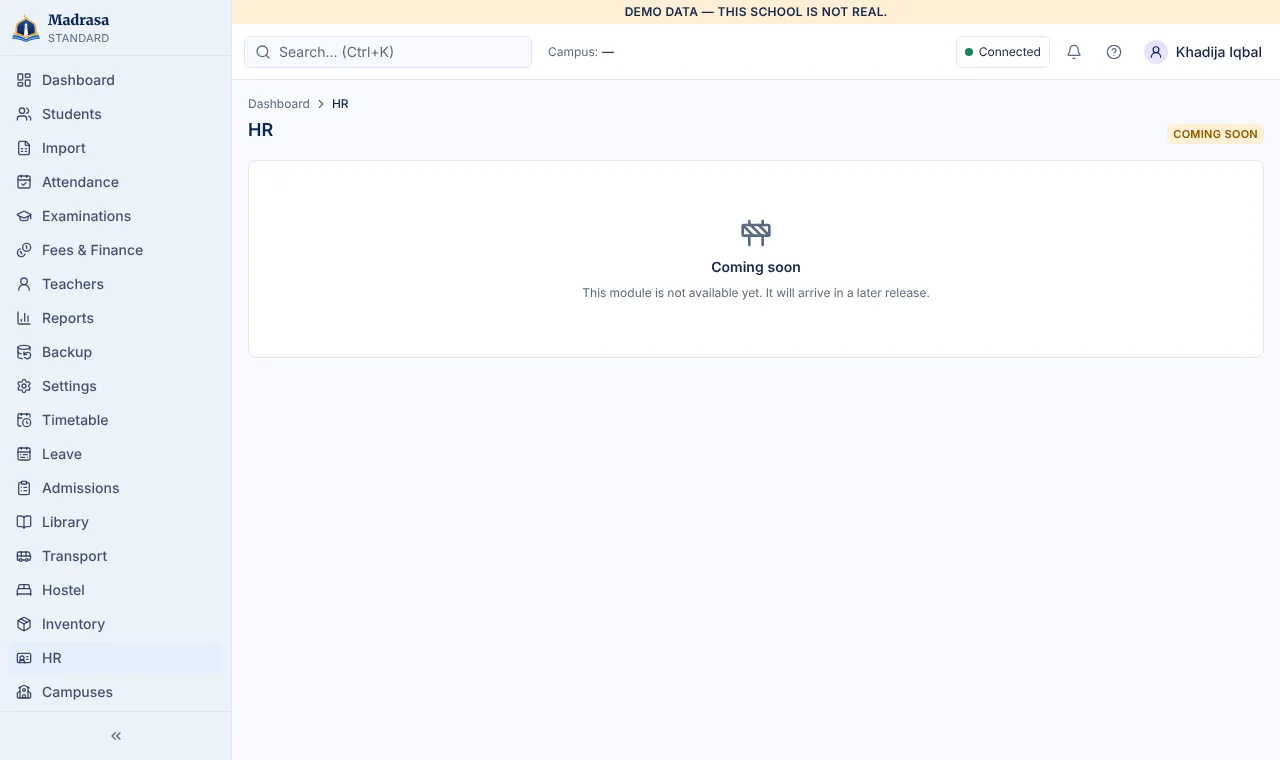 DEMO DATA — THIS SCHOOL IS NOT REAL.
Madrasa
STANDARD
Search... (Ctrl+K)
Campus: —
Connected
Khadija Iqbal
Dashboard
Students
Import
Attendance
Examinations
Fees & Finance
Teachers
Reports
Backup
Settings
Timetable
Leave
Admissions
Library
Transport
Hostel
Inventory
HR
Campuses
Dashboard > HR
HR
COMING SOON
Coming soon
This module is not available yet. It will arrive in a later release.